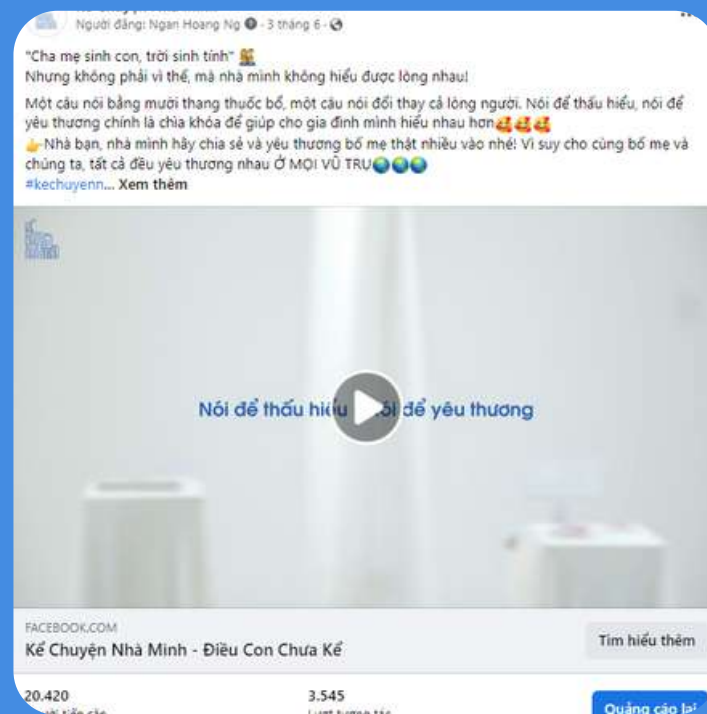 Người đăng: Ngan Hoang Ng · 3 tháng 6 ·
"Cha mẹ sinh con, trời sinh tính"
Nhưng không phải vì thế, mà nhà mình không hiểu được lòng nhau!
Một câu nói bằng mười thang thuốc bổ, một câu nói đổi thay cả lòng người. Nói để thấu hiểu, nói để
yêu thương chính là chìa khóa để giúp cho gia đình mình hiểu nhau hơn🥰🥰🥰
👉Nhà bạn, nhà mình hãy chia sẻ và yêu thương bố mẹ thật nhiều vào nhé! Vì suy cho cùng bố mẹ và
chúng ta, tất cả đều yêu thương nhau Ở MỌI VŨ TRỤ🌏🌏🌏
#kechuyenn... Xem thêm
Nói để thấu hiểu để yêu thương
FACEBOOK.COM
Kể Chuyện Nhà Mình - Điều Con Chưa Kể
Tìm hiểu thêm
20.420
3.545
Quảng cáo lại